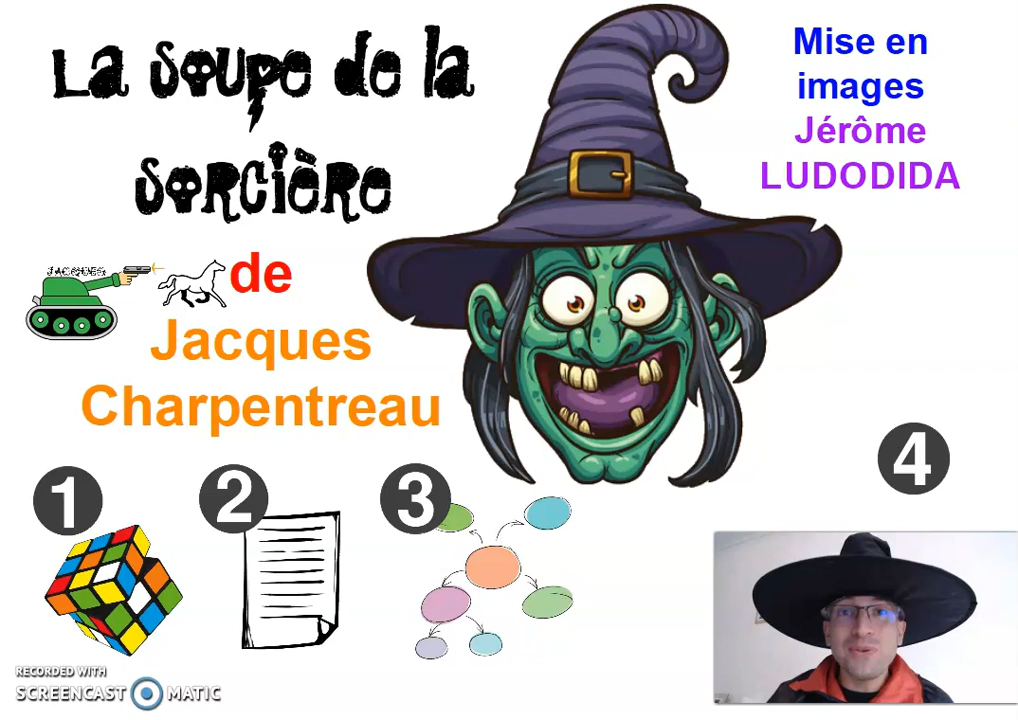 La Soupe de la
Sorcière
JACQUES
de
Jacques
Charpentreau
Mise en
images
Jérôme
LUDODIDA
1
2
3
4
RECORDED WITH
SCREENCAST MATIC